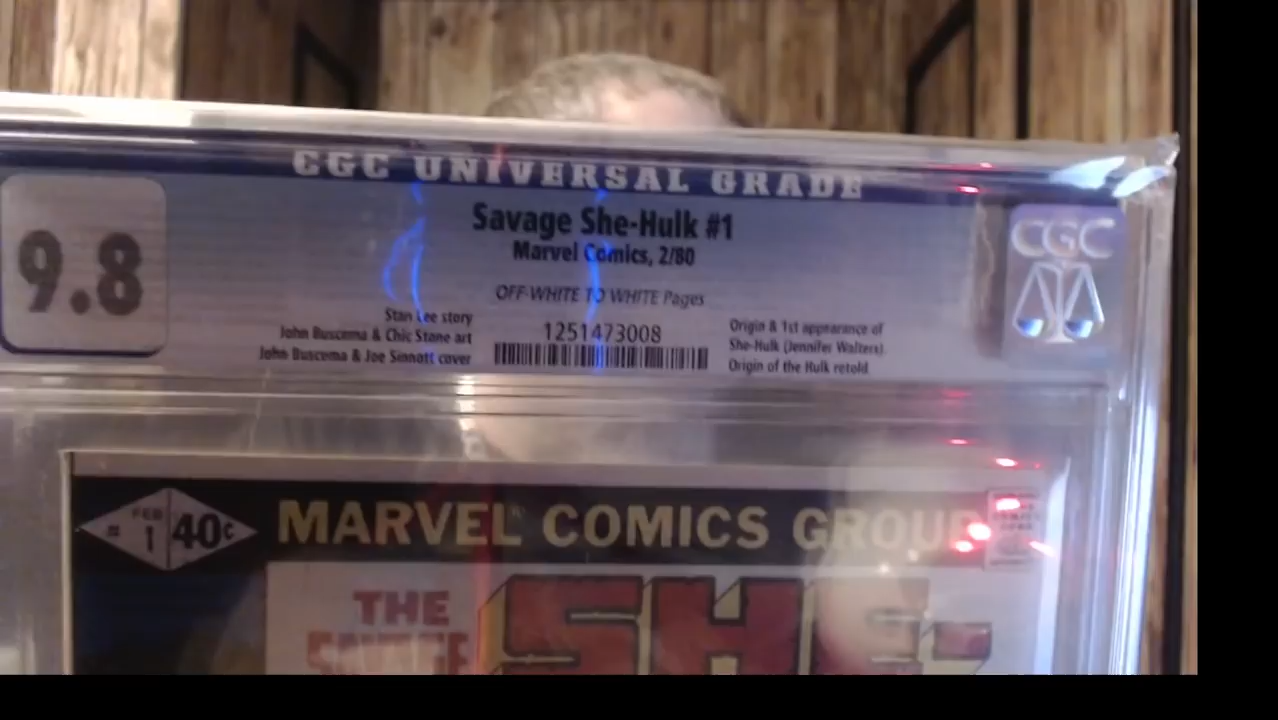 CGC UNIVERSAL GRADE
9.8
Savage She-Hulk #1
Marvel Comics, 2/80
OFF-WHITE TO WHITE Pages
Stan Lee story
John Buscema & Chic Stone art
John Buscema & Joe Sinnott cover
1251473008
Origin & 1st appearance of
She-Hulk (Jennifer Walters).
Origin of the Hulk retold
CGC
FEB
# 1 40¢
MARVEL COMICS GROUP
THE
SAVAGE
SHE-